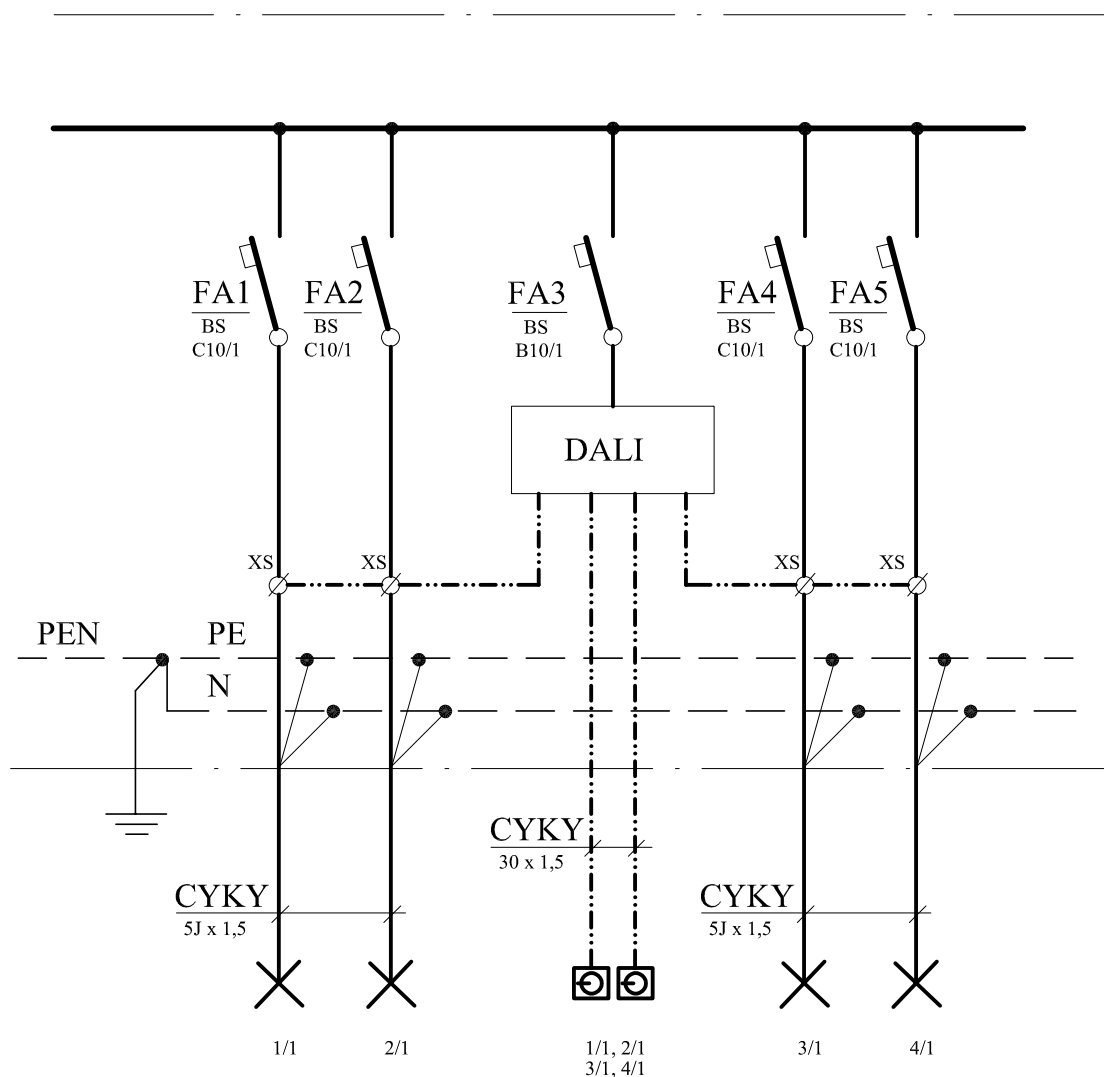 FA1
BS
C10/1
FA2
BS
C10/1
FA3
BS
B10/1
FA4
BS
C10/1
FA5
BS
C10/1
DALI
XS
XS
XS
XS
PEN
PE
N
CYKY
30 x 1,5
CYKY
5J x 1,5
CYKY
5J x 1,5
1/1
2/1
1/1, 2/1
3/1, 4/1
3/1
4/1